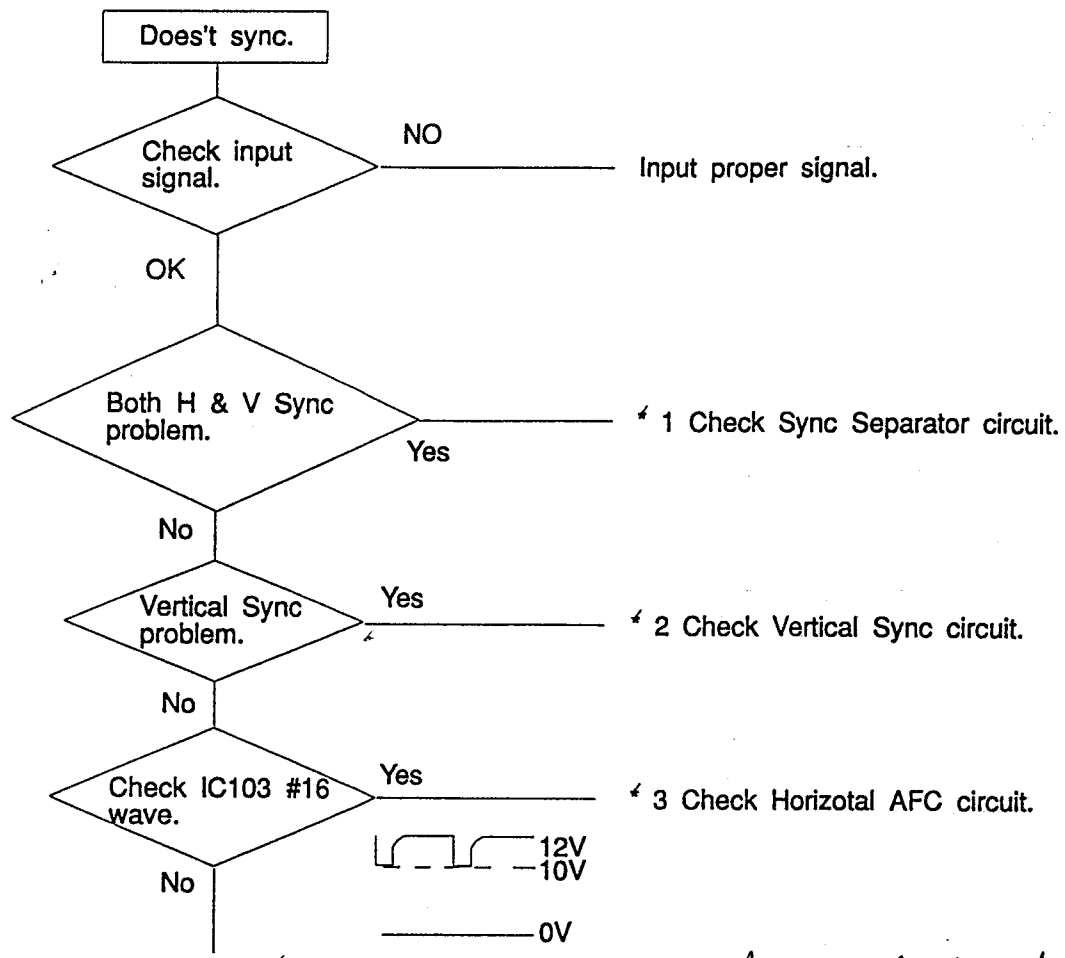 Does't sync.
Check input
signal.
NO
Input proper signal.
OK
Both H & V Sync
problem.
Yes
1 Check Sync Separator circuit.
No
Vertical Sync
problem.
Yes
2 Check Vertical Sync circuit.
No
Check IC103 #16
wave.
Yes
3 Check Horizotal AFC circuit.
12V
10V
No
0V